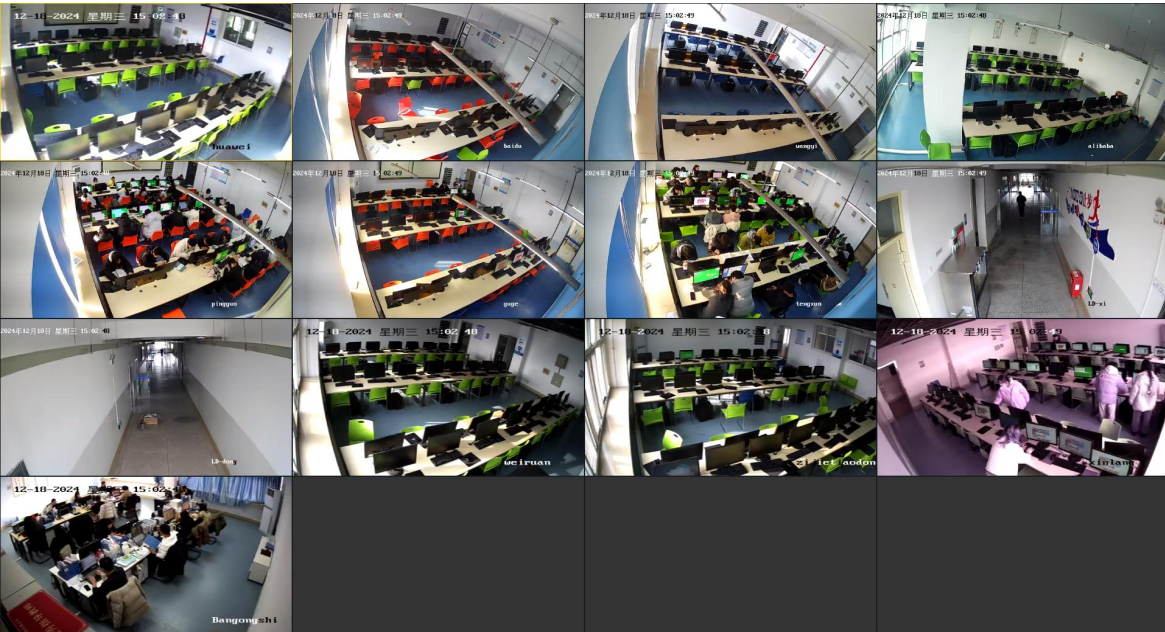 12-18-2024 星期三 15:02:49
huawei
2024年12月18日 星期三 15:02:49
baidu
2024年12月18日 星期三 15:02:49
wangyi
2024年12月18日 星期三 15:02:48
alibaba
2024年12月18日 星期三 15:02:48
pingguo
2024年12月18日 星期三 15:02:49
guge
2024年12月18日 星期三
tengxun
2024年12月18日 星期三 15:02:49
LD-xi
2024年12月18日 星期三 15:02:48
LD-dong
12-18-2024 星期三 15:02:48
weiruan
12-18-2024 星期三 15:02:48
12-18-2024 星期三 15:02:49
xinlang
12-18-2024 星期三 15:02:4
Bangongshi